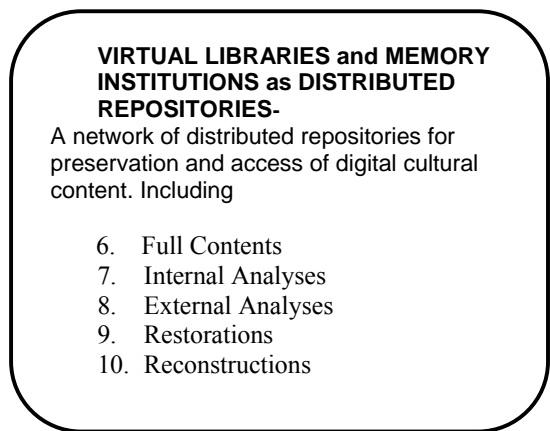 VIRTUAL LIBRARIES and MEMORY
INSTITUTIONS as DISTRIBUTED
REPOSITORIES-
A network of distributed repositories for
preservation and access of digital cultural
content. Including
6. Full Contents
7. Internal Analyses
8. External Analyses
9. Restorations
10. Reconstructions